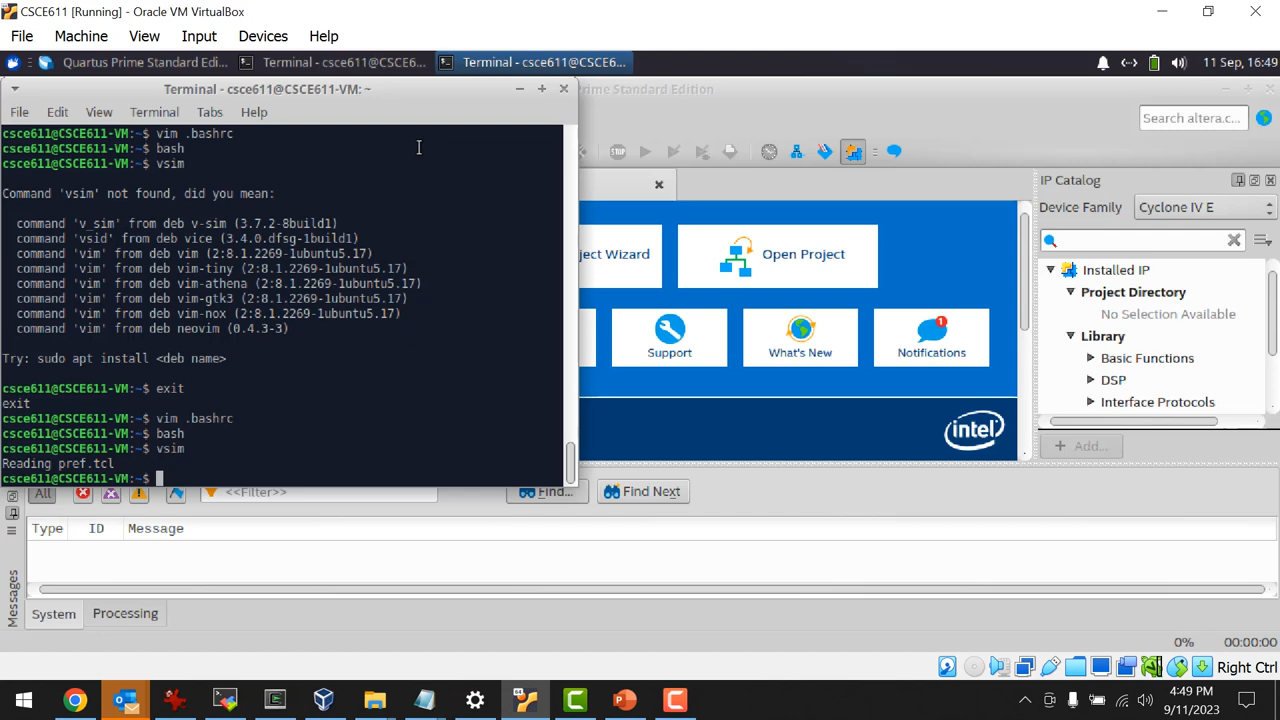 CSCE611 [Running] - Oracle VM VirtualBox
File Machine View Input Devices Help
Quartus Prime Standard Edi... Terminal - csce611@CSCE6... Terminal - csce611@CSCE6... 11 Sep, 16:49
Terminal - csce611@CSCE611-VM: ~
Prime Standard Edition
File Edit View Terminal Tabs Help
Search altera.c...
csce611@CSCE611-VM:~$ vim .bashrc
csce611@CSCE611-VM:~$ bash
csce611@CSCE611-VM:~$ vsim
Command 'vsim' not found, did you mean:
command 'v_sim' from deb v-sim (3.7.2-8build1)
command 'vsid' from deb vice (3.4.0.dfsg-1build1)
command 'vim' from deb vim (2:8.1.2269-1ubuntu5.17)
command 'vim' from deb vim-tiny (2:8.1.2269-1ubuntu5.17)
command 'vim' from deb vim-athena (2:8.1.2269-1ubuntu5.17)
command 'vim' from deb vim-gtk3 (2:8.1.2269-1ubuntu5.17)
command 'vim' from deb vim-nox (2:8.1.2269-1ubuntu5.17)
command 'vim' from deb neovim (0.4.3-3)
Try: sudo apt install <deb name>
csce611@CSCE611-VM:~$ exit
exit
csce611@CSCE611-VM:~$ vim .bashrc
csce611@CSCE611-VM:~$ bash
csce611@CSCE611-VM:~$ vsim
Reading pref.tcl
csce611@CSCE611-VM:~$
STOP
ject Wizard
Open Project
Support
What's New
1
Notifications
intel
IP Catalog
Device Family Cyclone IV E
Installed IP
Project Directory
No Selection Available
Library
Basic Functions
DSP
Interface Protocols
+ Add...
All <<Filter>> Find... Find Next
Type ID Message
Messages
System Processing
0% 00:00:00
Right Ctrl
4:49 PM
9/11/2023